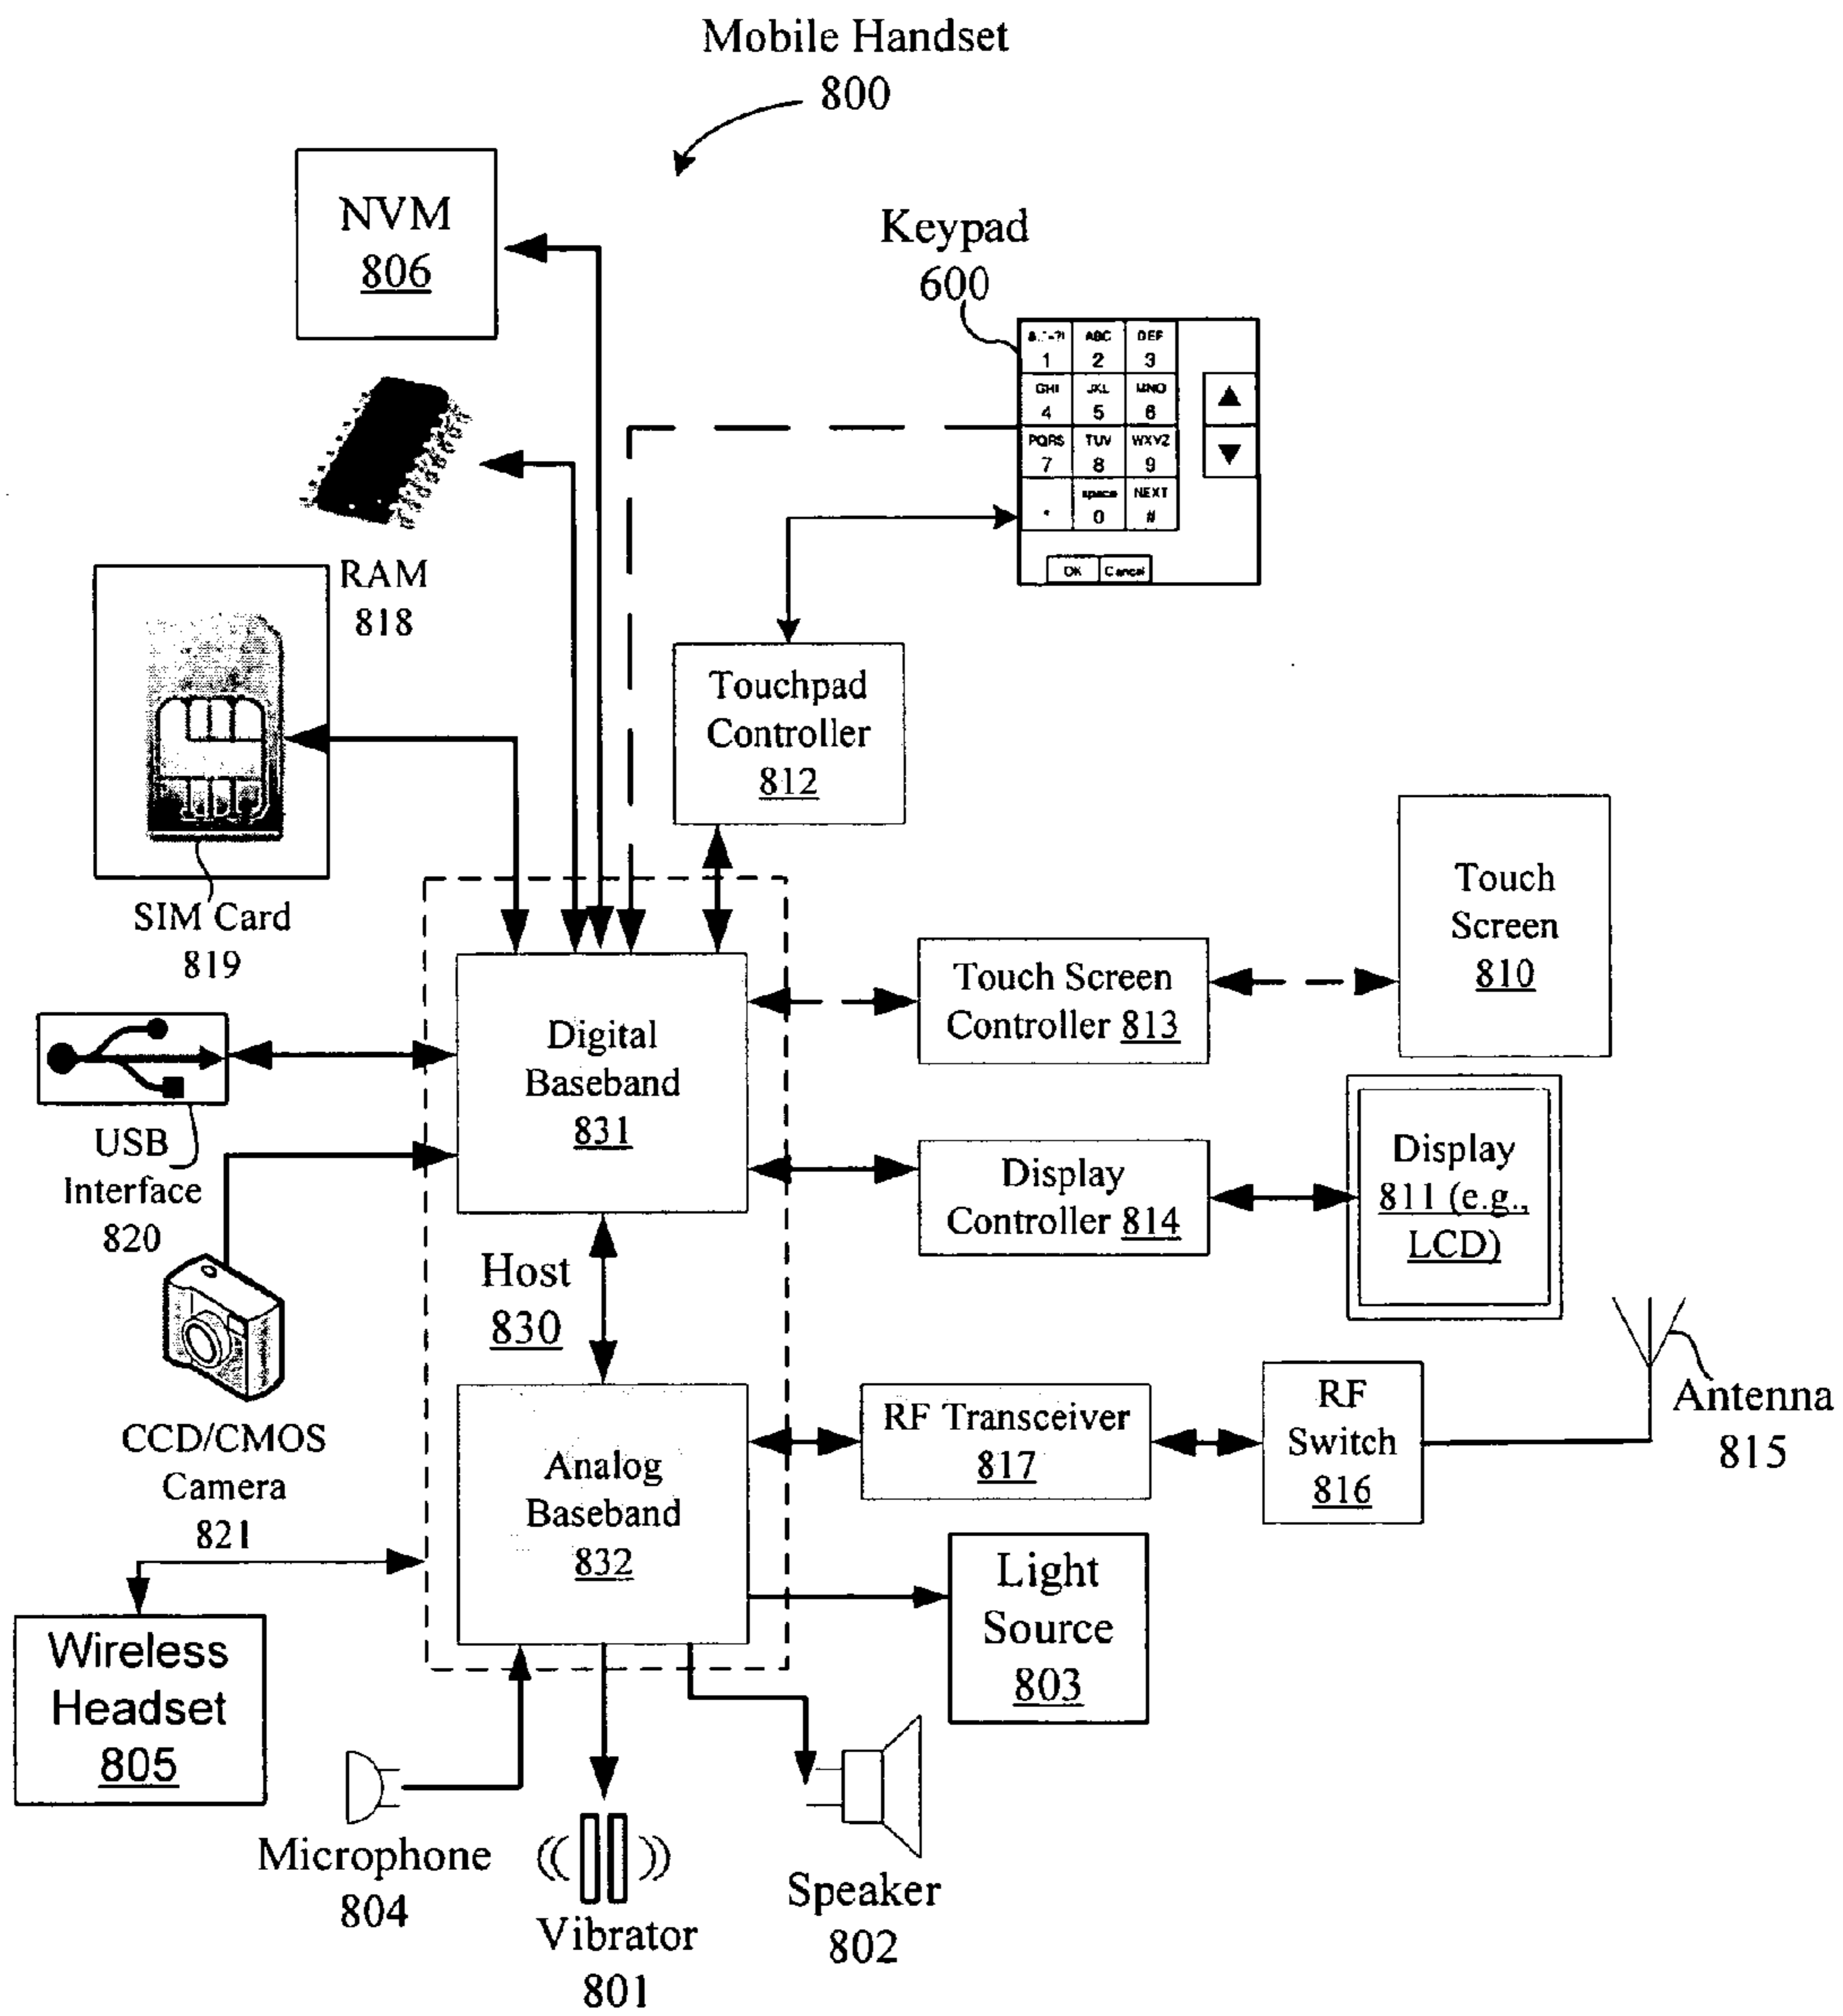 Mobile Handset
800
NVM
806
Keypad
600
ABC
DEF
1
2
3
GHI
JKL
MNO
4
5
6
PQRS
TUV
WXYZ
7
8
9
space
NEXT
*
0
#
OK
Cancel
RAM
818
Touchpad
Controller
812
SIM Card
819
Touch
Screen
810
Touch Screen
Controller 813
Digital
Baseband
831
USB
Interface
820
Display
Controller 814
Display
811 (e.g.,
LCD)
Host
830
CCD/CMOS
Camera
821
Analog
Baseband
832
RF Transceiver
817
RF
Switch
816
Antenna
815
Light
Source
803
Wireless
Headset
805
Microphone
804
Vibrator
801
Speaker
802